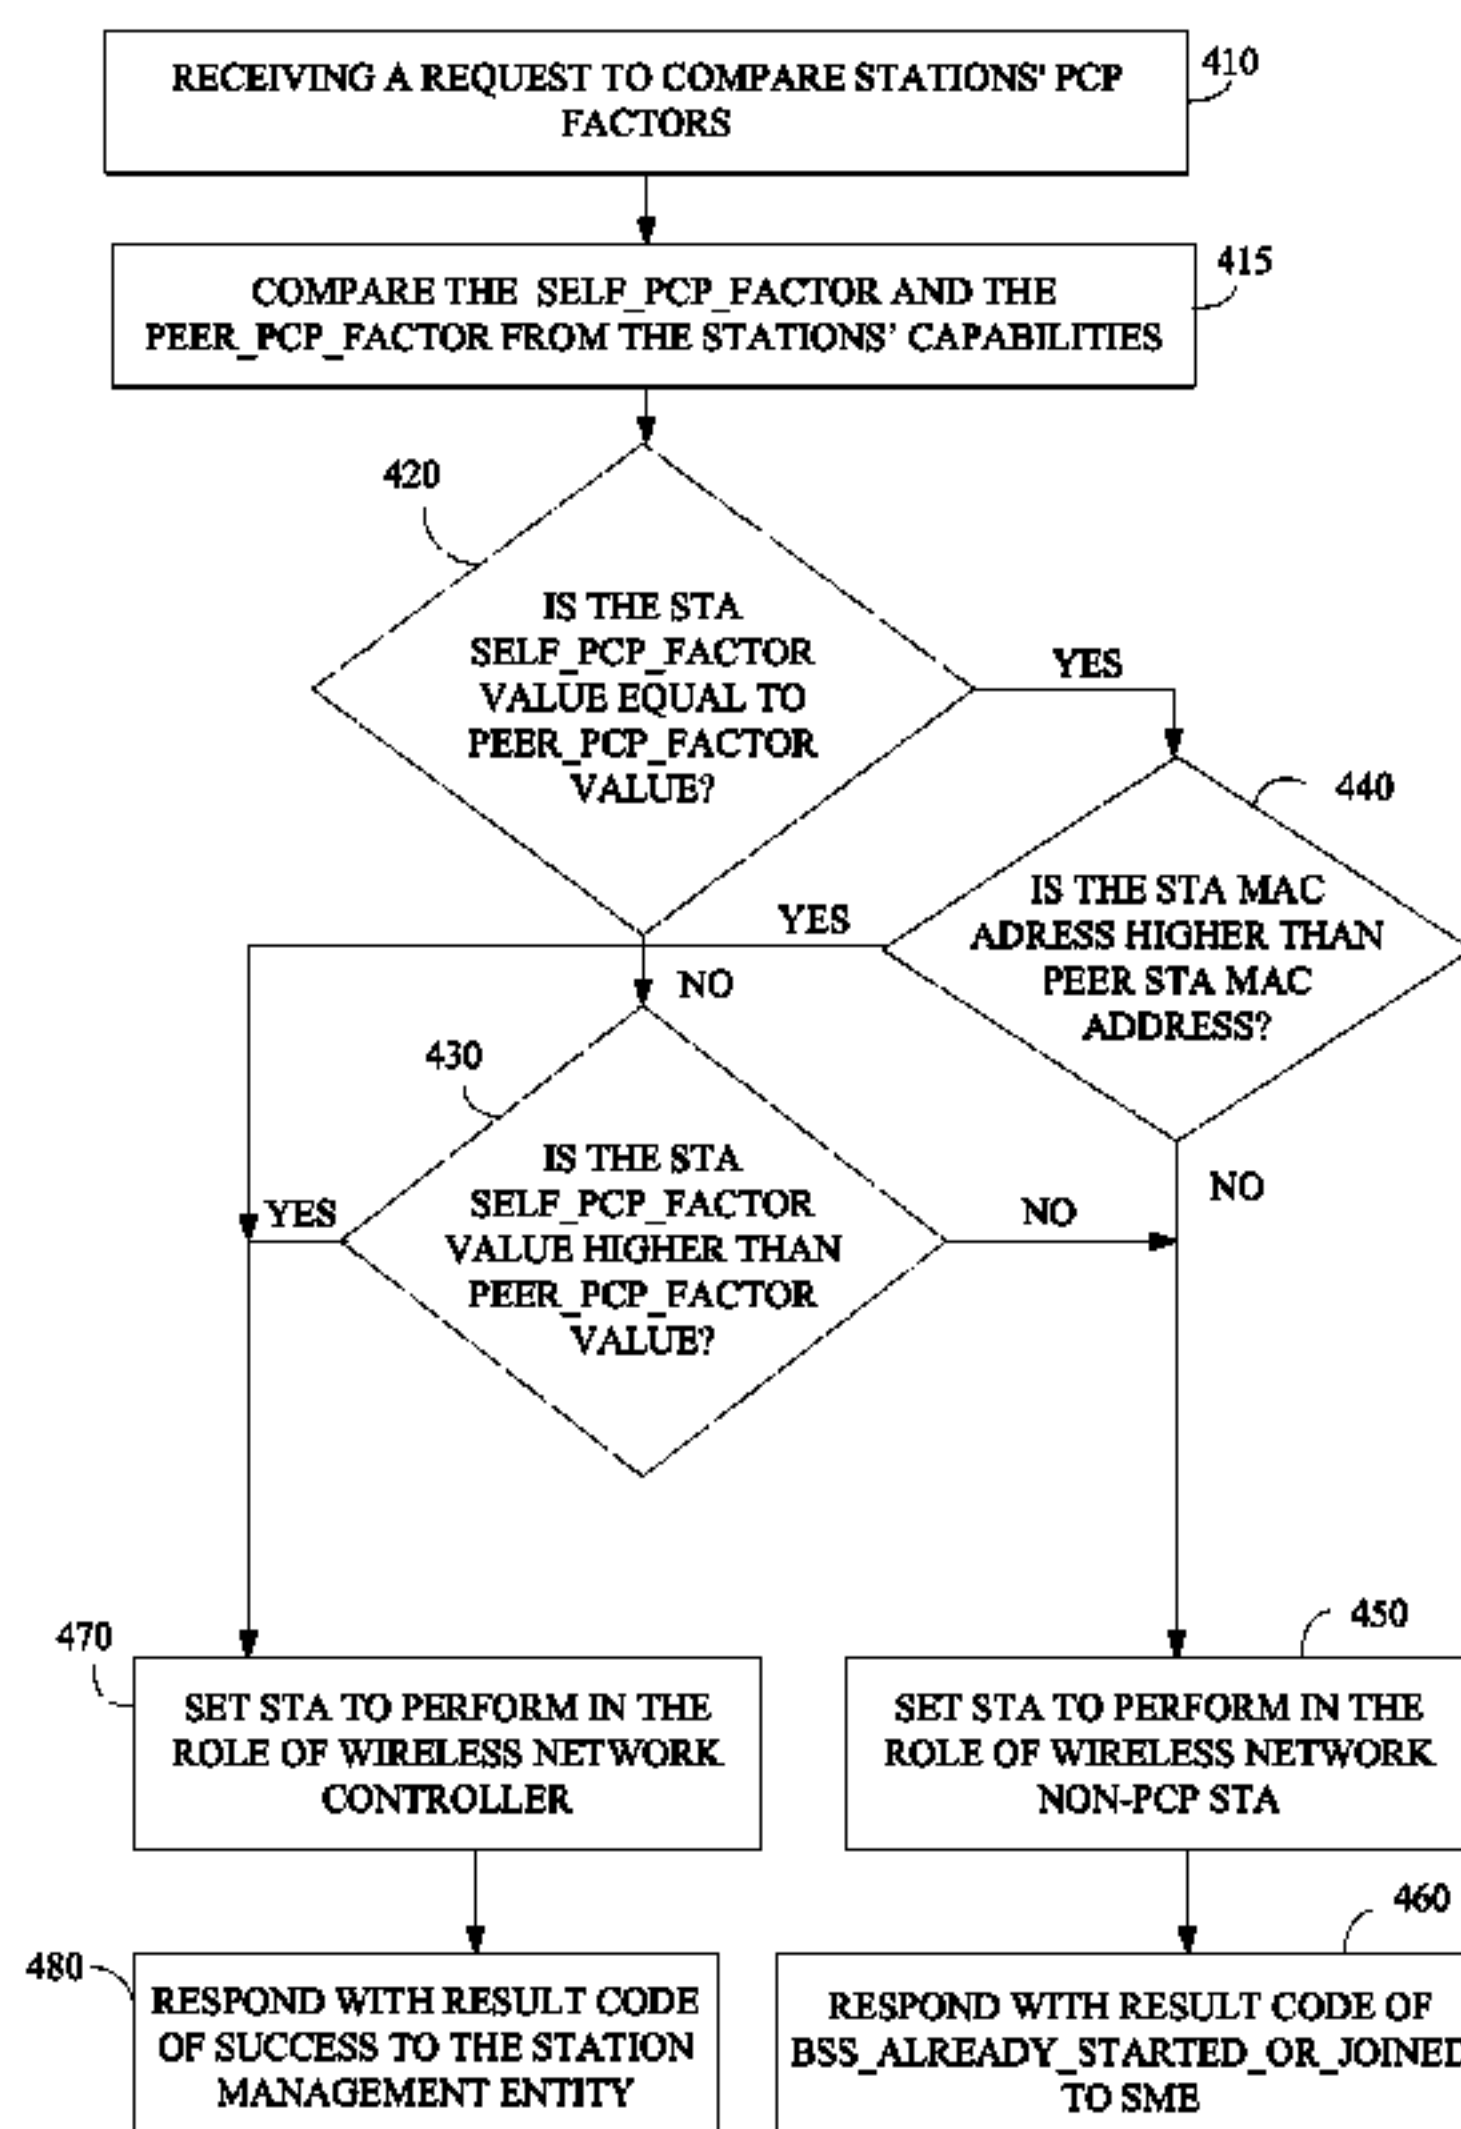 RECEIVING A REQUEST TO COMPARE STATIONS' PCP
FACTORS
410
COMPARE THE SELF_PCP_FACTOR AND THE
PEER_PCP_FACTOR FROM THE STATIONS' CAPABILITIES
415
420
IS THE STA
SELF_PCP_FACTOR
VALUE EQUAL TO
PEER_PCP_FACTOR
VALUE?
YES
440
IS THE STA MAC
ADRESS HIGHER THAN
PEER STA MAC
ADDRESS?
YES
NO
430
IS THE STA
SELF_PCP_FACTOR
VALUE HIGHER THAN
PEER_PCP_FACTOR
VALUE?
YES
NO
NO
470
SET STA TO PERFORM IN THE
ROLE OF WIRELESS NETWORK
CONTROLLER
450
SET STA TO PERFORM IN THE
ROLE OF WIRELESS NETWORK
NON-PCP STA
480
RESPOND WITH RESULT CODE
OF SUCCESS TO THE STATION
MANAGEMENT ENTITY
460
RESPOND WITH RESULT CODE OF
BSS_ALREADY_STARTED_OR_JOINED
TO SME